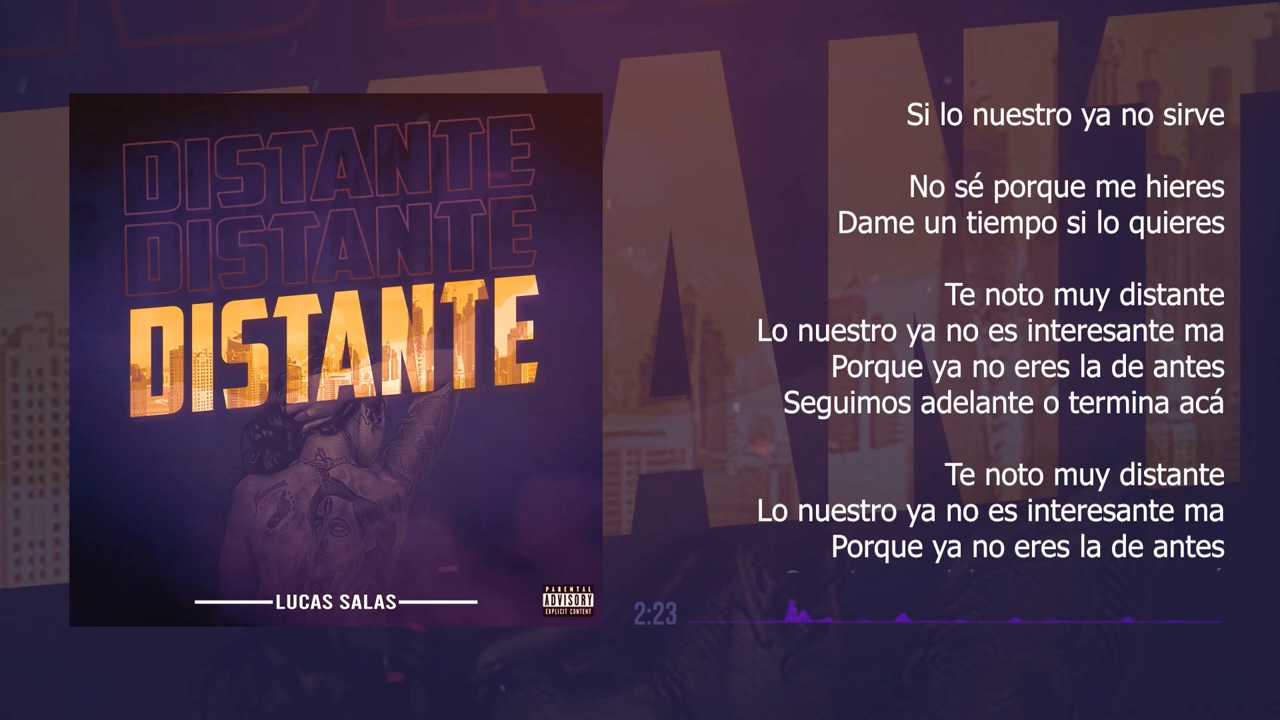 DISTANTE
DISTANTE
DISTANTE
LUCAS SALAS
PARENTAL
ADVISORY
EXPLICIT CONTENT
Si lo nuestro ya no sirve
No sé porque me hieres
Dame un tiempo si lo quieres
Te noto muy distante
Lo nuestro ya no es interesante ma
Porque ya no eres la de antes
Seguimos adelante o termina acá
Te noto muy distante
Lo nuestro ya no es interesante ma
Porque ya no eres la de antes
2:23